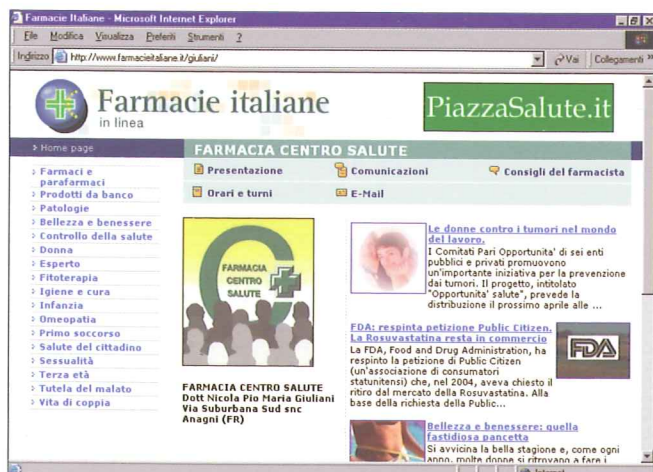 Farmacie Italiane - Microsoft Internet Explorer
File Modifica Visualizza Preferiti Strumenti ?
Indirizzo http://www.farmacieitaliane.it/giuliani/ Vai Collegamenti »
Farmacie italiane
in linea
PiazzaSalute.it
> Home page
FARMACIA CENTRO SALUTE
Presentazione
Comunicazioni
Consigli del farmacista
Orari e turni
E-Mail
> Farmaci e
parafarmaci
> Prodotti da banco
> Patologie
> Bellezza e benessere
> Controllo della salute
> Donna
> Esperto
> Fitoterapia
> Igiene e cura
> Infanzia
> Omeopatia
> Primo soccorso
> Salute del cittadino
> Sessualità
> Terza età
> Tutela del malato
> Vita di coppia
FARMACIA
CENTRO
SALUTE
FARMACIA CENTRO SALUTE
Dott Nicola Pio Maria Giuliani
Via Suburbana Sud snc
Anagni (FR)
Le donne contro i tumori nel mondo
del lavoro.
I Comitati Pari Opportunita' di sei enti
pubblici e privati promuovono
un'importante iniziativa per la prevenzione
dai tumori. Il progetto, intitolato
"Opportunita' salute", prevede la
distribuzione il prossimo aprile alle ...
FDA: respinta petizione Public Citizen.
La Rosuvastatina resta in commercio
La FDA, Food and Drug Administration, ha
respinto la petizione di Public Citizen
(un'associazione di consumatori
statunitensi) che, nel 2004, aveva chiesto il
ritiro dal mercato della Rosuvastatina. Alla
base della richiesta della Public...
FDA
Bellezza e benessere: quella
fastidiosa pancetta
Si avvicina la bella stagione e, come ogni
anno, molte donne si ritrovano a fare i
Internet